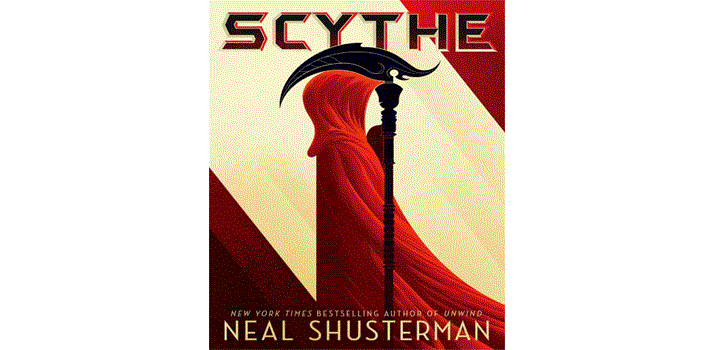 SCYTHE
NEW YORK TIMES BESTSELLING AUTHOR OF UNWIND
NEAL SHUSTERMAN